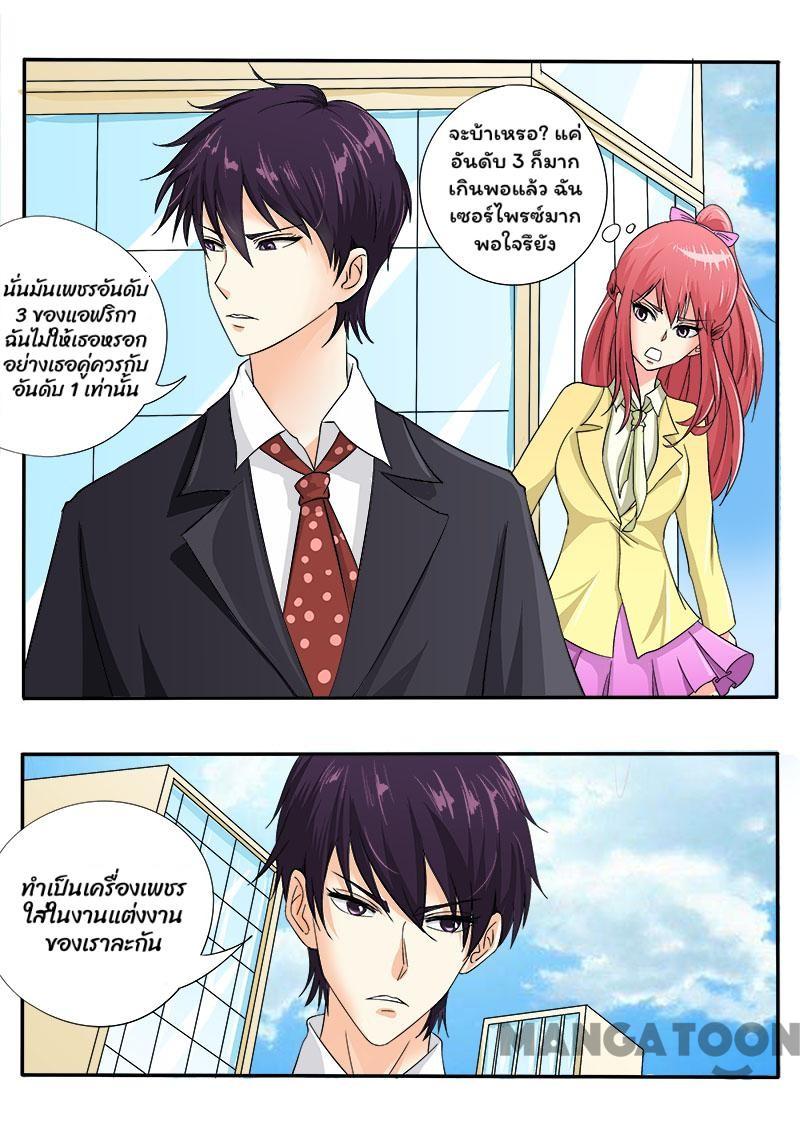 จะบ้าเหรอ? แค่
อันดับ 3 ก็มาก
เกินพอแล้ว ฉัน
เซอร์ไพรซ์มาก
พอใจรึยัง
นั่นมันเพชรอันดับ
3 ของแอฟริกา
ฉันไม่ให้เธอหรอก
อย่างเธอคู่ควรกับ
อันดับ 1 เท่านั้น
ทำเป็นเครื่องเพชร
ใส่ในงานแต่งงาน
ของเราละกัน
MANGATOON